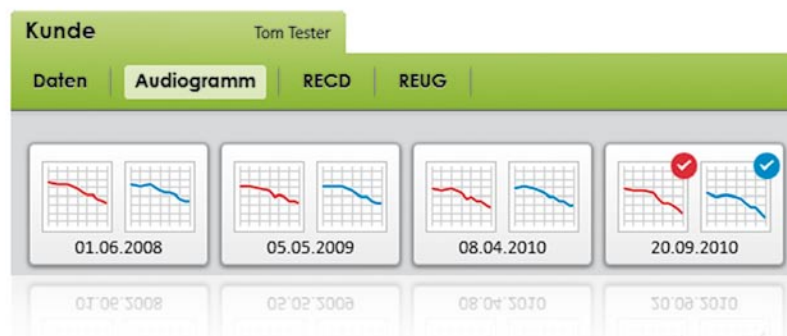 Kunde Tom Tester
Daten Audiogramm RECD REUG
01.06.2008 05.05.2009 08.04.2010 20.09.2010